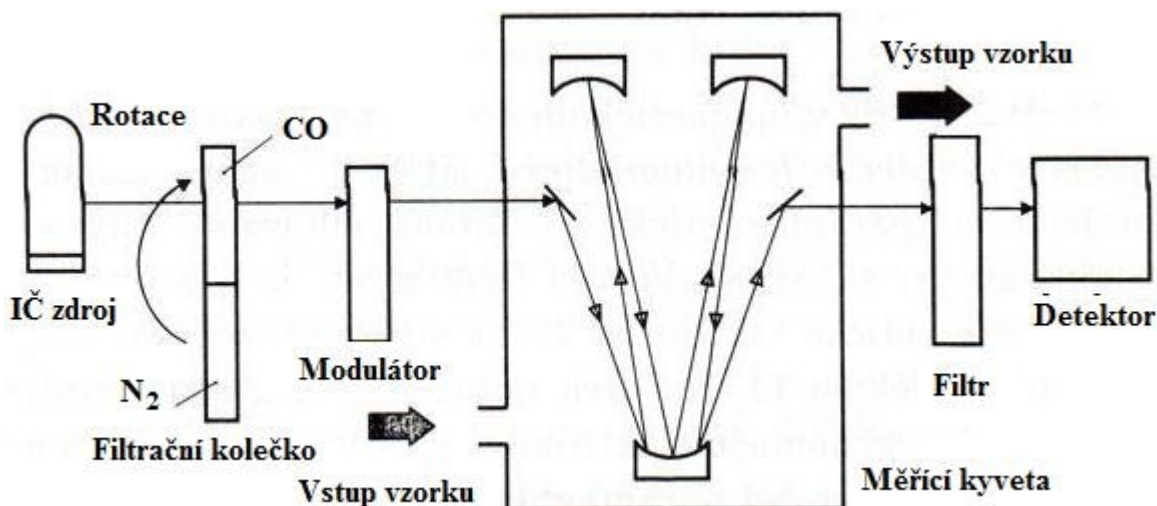 Výstup vzorku
Rotace
CO
IČ zdroj
Modulátor
Detektor
Filtr
N2
Filtrační kolečko
Vstup vzorku
Měřící kyveta